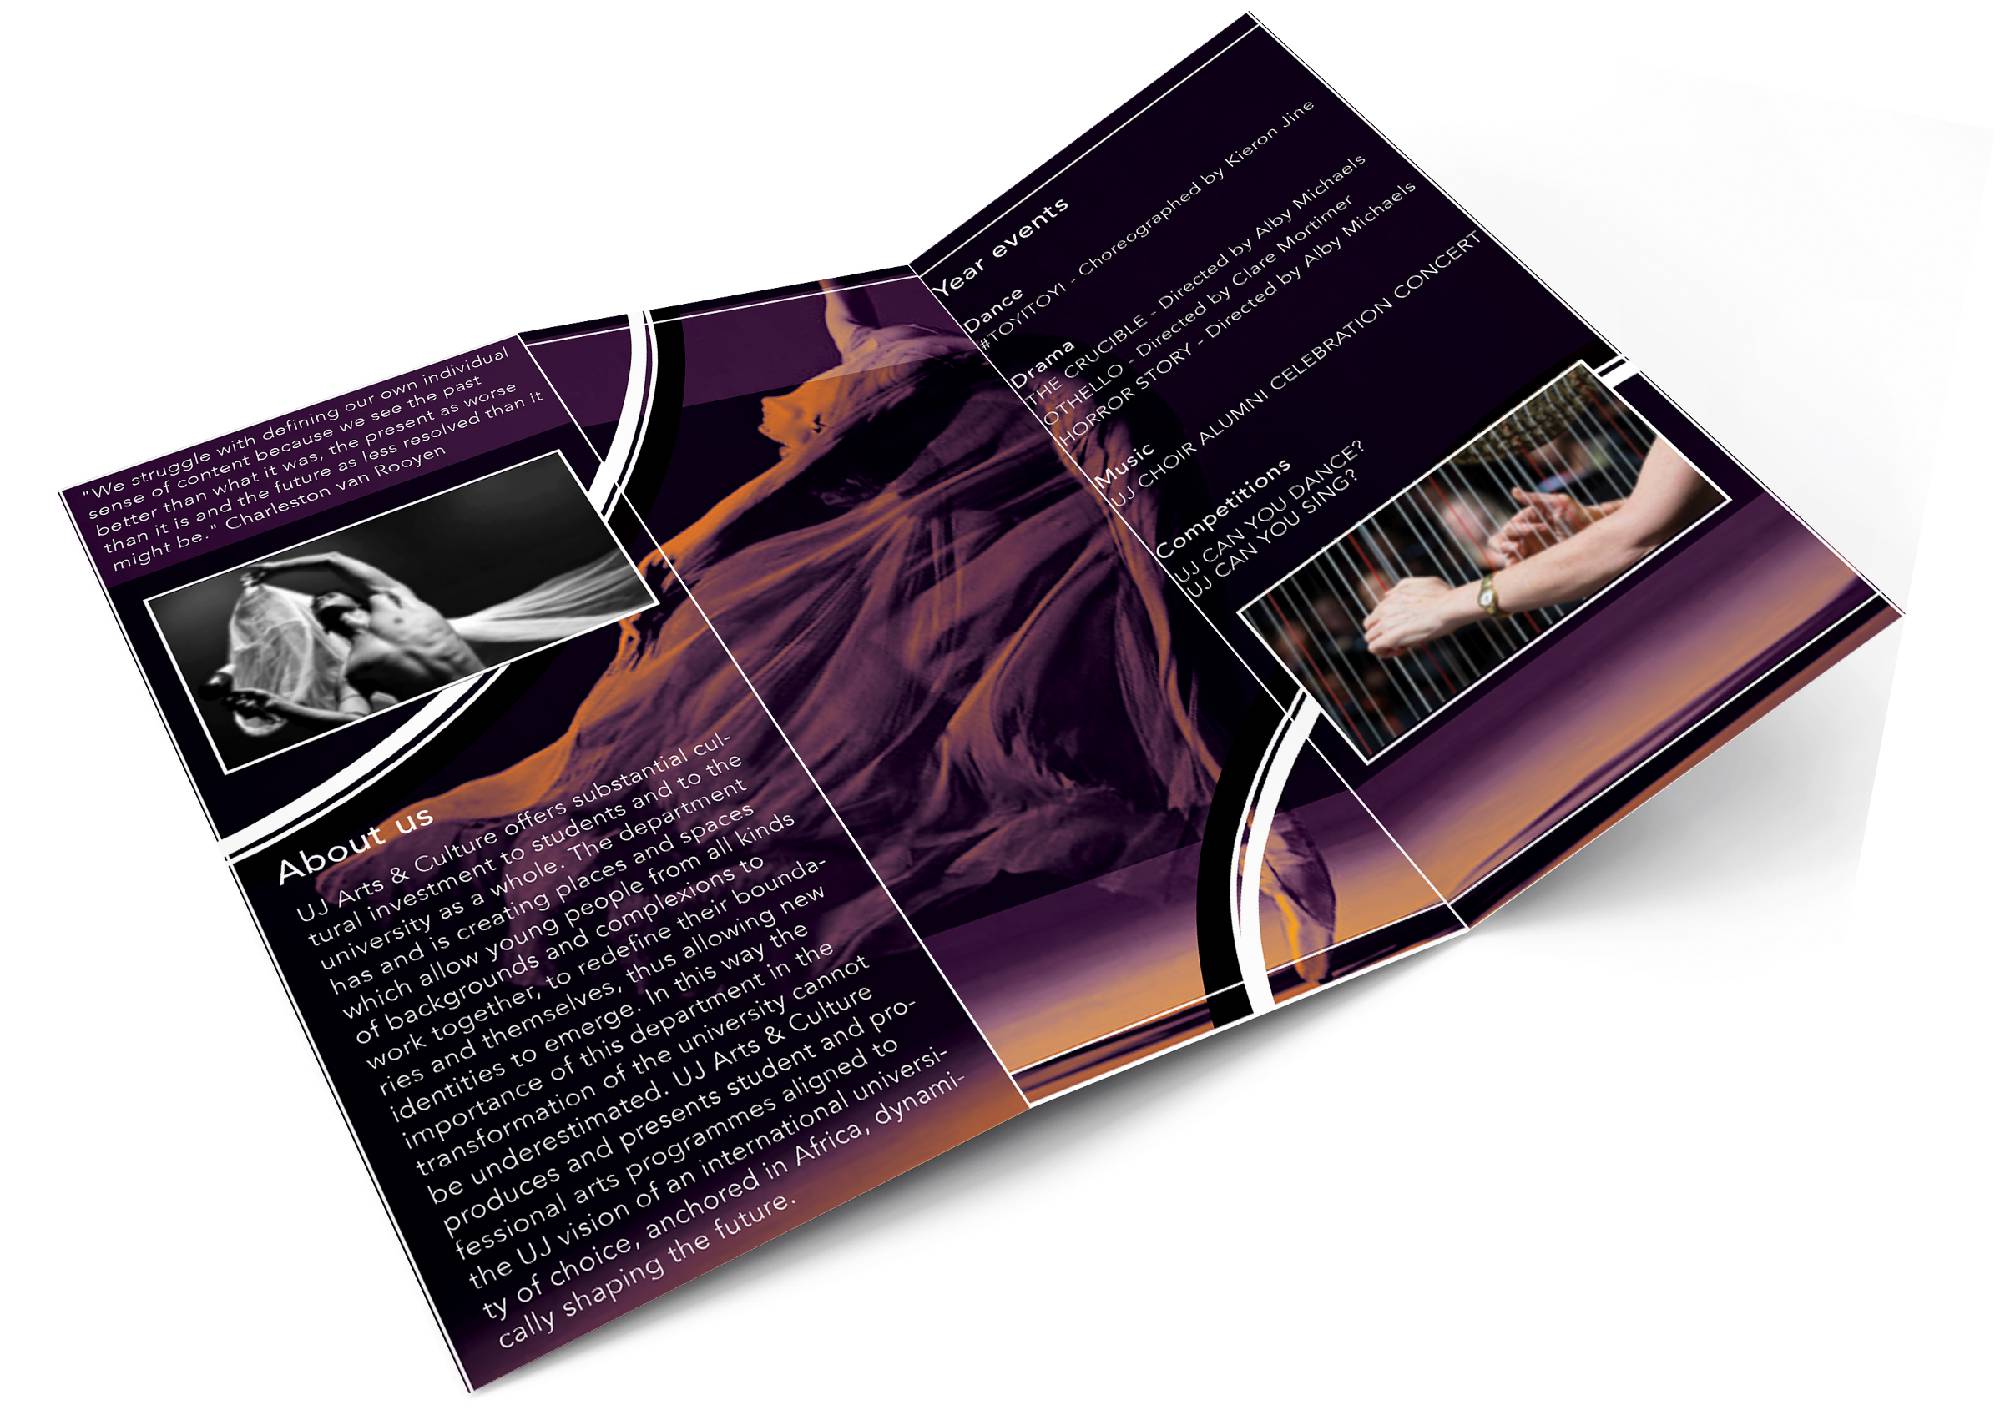 "We struggle with defining our own individual
sense of content because we see the past
better than what it was, the present as worse
than it is and the future as less resolved than it
might be." Charleston van Rooyen
About us
UJ Arts & Culture offers substantial cul-
tural investment to students and to the
university as a whole. The department
has and is creating places and spaces
which allow young people from all kinds
of backgrounds and complexions to
work together, to redefine their bounda-
ries and themselves, thus allowing new
identities to emerge. In this way the
importance of this department in the
transformation of the university cannot
be underestimated. UJ Arts & Culture
produces and presents student and pro-
fessional arts programmes aligned to
the UJ vision of an international universi-
ty of choice, anchored in Africa, dynami-
cally shaping the future.
Year events
Dance
#TOYITOYI - Choreographed by Kieron Jine
Drama
THE CRUCIBLE - Directed by Alby Michaels
OTHELLO - Directed by Clare Mortimer
HORROR STORY - Directed by Alby Michaels
Music
UJ CHOIR ALUMNI CELEBRATION CONCERT
Competitions
UJ CAN YOU DANCE?
UJ CAN YOU SING?